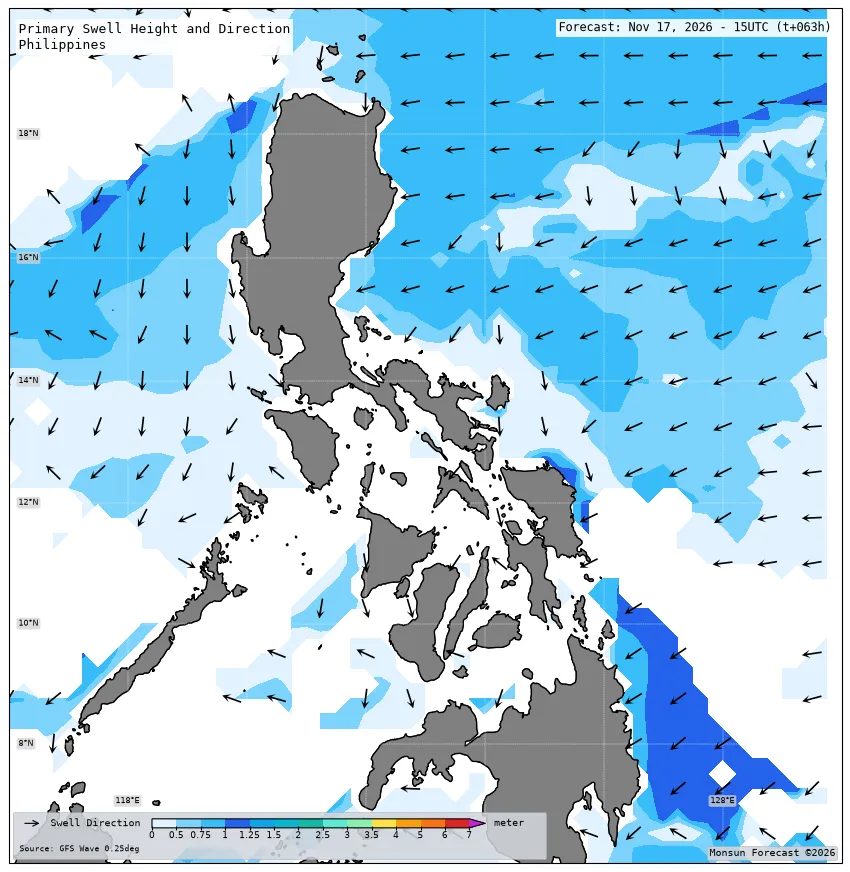 Primary Swell Height and Direction
Philippines
Forecast: Nov 17, 2026 - 15UTC (t+063h)
18°N
16°N
14°N
12°N
10°N
8°N
118°E
128°E
Swell Direction
0 0.5 0.75 1 1.25 1.5 2 2.5 3 3.5 4 5 6 7
meter
Source: GFS Wave 0.25deg
Monsun Forecast ©2026